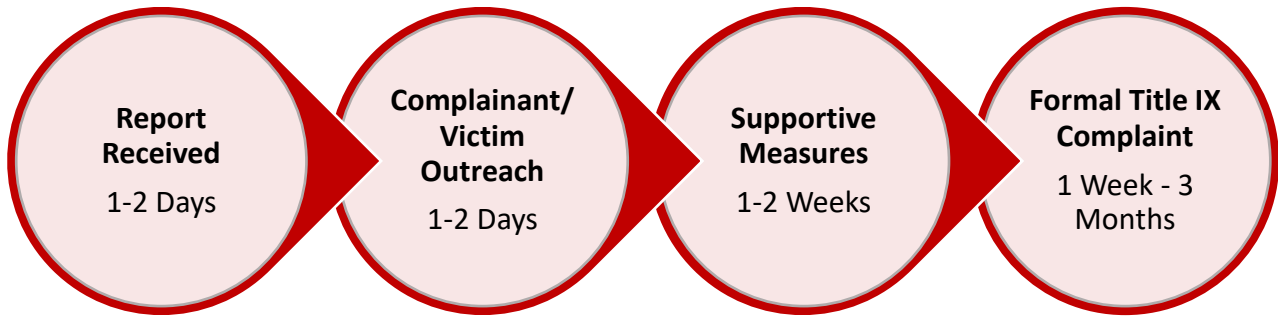 Report
Received
1-2 Days
Complainant/
Victim
Outreach
1-2 Days
Supportive
Measures
1-2 Weeks
Formal Title IX
Complaint
1 Week - 3
Months